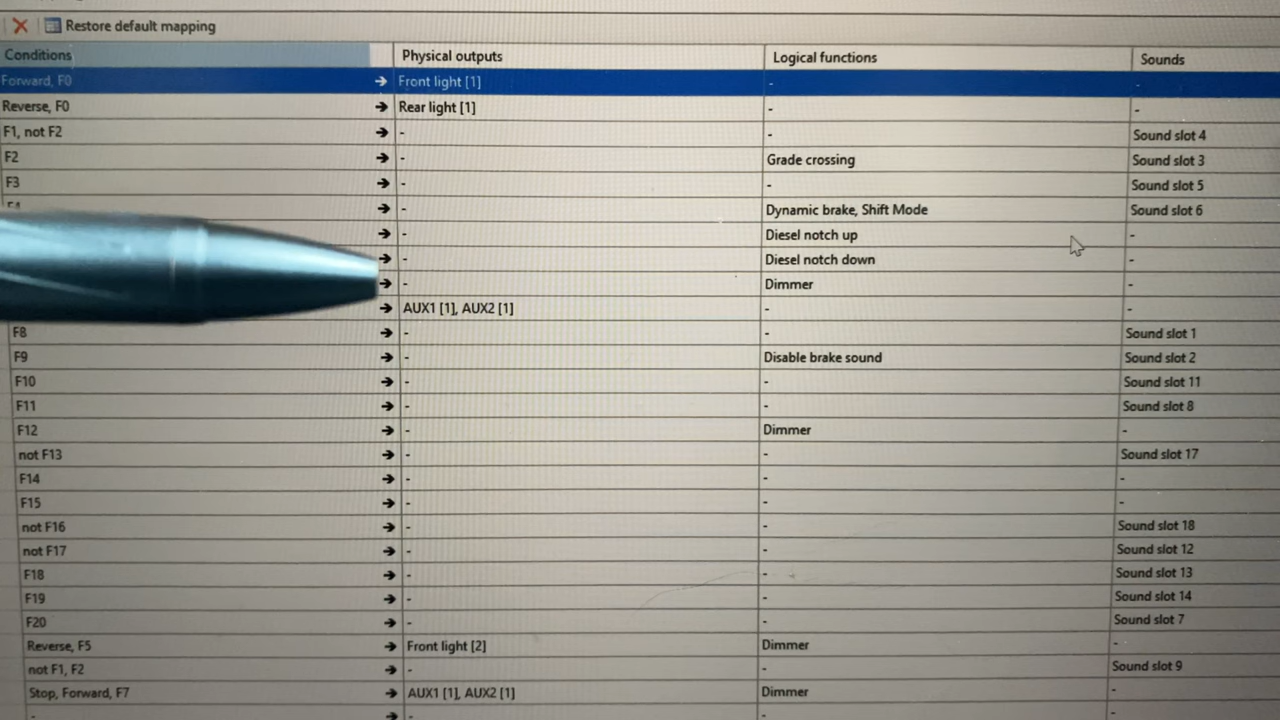 Restore default mapping
Conditions Physical outputs Logical functions Sounds
Forward, F0 → Front light [1] - -
Reverse, F0 → Rear light [1] - -
F1, not F2 → - - Sound slot 4
F2 → - Grade crossing Sound slot 3
F3 → - - Sound slot 5
→ - Dynamic brake, Shift Mode Sound slot 6
→ - Diesel notch up -
→ - Diesel notch down -
→ - Dimmer -
→ AUX1 [1], AUX2 [1] - -
F8 → - - Sound slot 1
F9 → - Disable brake sound Sound slot 2
F10 → - - Sound slot 11
F11 → - - Sound slot 8
F12 → - Dimmer -
not F13 → - - Sound slot 17
F14 → - - -
F15 → - - -
not F16 → - - Sound slot 18
not F17 → - - Sound slot 12
F18 → - - Sound slot 13
F19 → - - Sound slot 14
F20 → - - Sound slot 7
Reverse, F5 → Front light [2] Dimmer -
not F1, F2 → - - Sound slot 9
Stop, Forward, F7 → AUX1 [1], AUX2 [1] Dimmer -
- → - - -